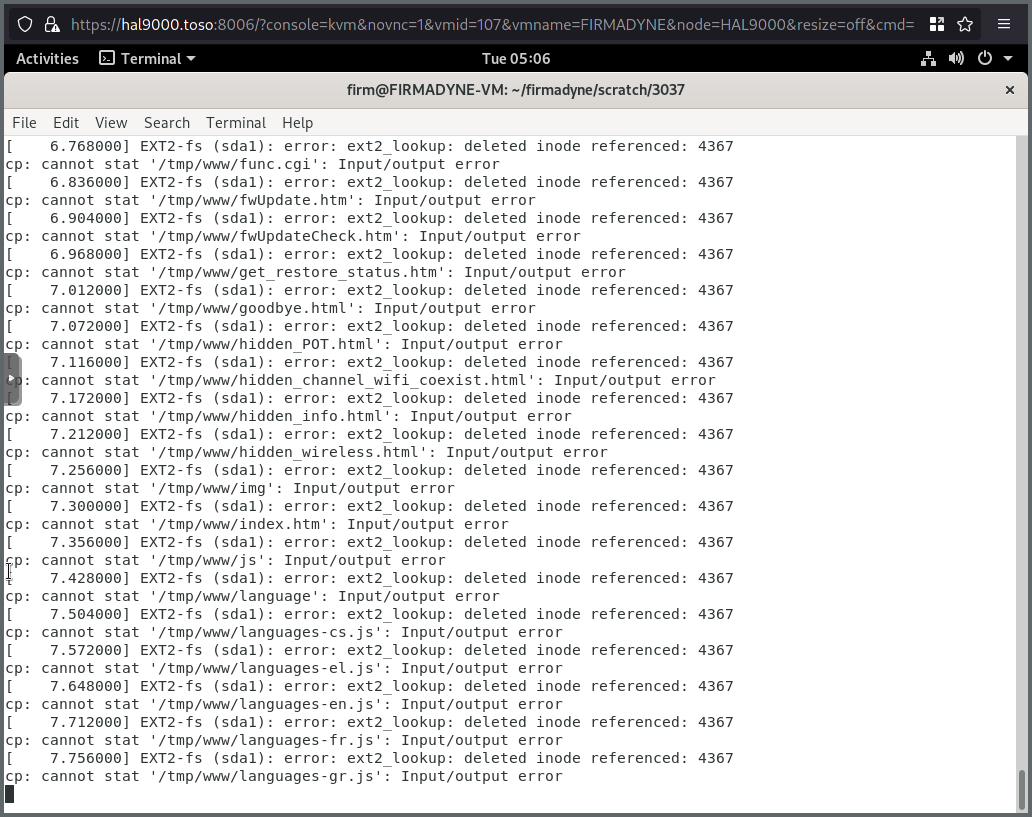 https://hal9000.toso:8006/?console=kvm&novnc=1&vmid=107&vmname=FIRMADYNE&node=HAL9000&resize=off&cmd=
Activities Terminal Tue 05:06
firm@FIRMADYNE-VM: ~/firmadyne/scratch/3037
File Edit View Search Terminal Help
[    6.768000] EXT2-fs (sda1): error: ext2_lookup: deleted inode referenced: 4367
cp: cannot stat '/tmp/www/func.cgi': Input/output error
[    6.836000] EXT2-fs (sda1): error: ext2_lookup: deleted inode referenced: 4367
cp: cannot stat '/tmp/www/fwUpdate.htm': Input/output error
[    6.904000] EXT2-fs (sda1): error: ext2_lookup: deleted inode referenced: 4367
cp: cannot stat '/tmp/www/fwUpdateCheck.htm': Input/output error
[    6.968000] EXT2-fs (sda1): error: ext2_lookup: deleted inode referenced: 4367
cp: cannot stat '/tmp/www/get_restore_status.htm': Input/output error
[    7.012000] EXT2-fs (sda1): error: ext2_lookup: deleted inode referenced: 4367
cp: cannot stat '/tmp/www/goodbye.html': Input/output error
[    7.072000] EXT2-fs (sda1): error: ext2_lookup: deleted inode referenced: 4367
cp: cannot stat '/tmp/www/hidden_POT.html': Input/output error
[    7.116000] EXT2-fs (sda1): error: ext2_lookup: deleted inode referenced: 4367
cp: cannot stat '/tmp/www/hidden_channel_wifi_coexist.html': Input/output error
[    7.172000] EXT2-fs (sda1): error: ext2_lookup: deleted inode referenced: 4367
cp: cannot stat '/tmp/www/hidden_info.html': Input/output error
[    7.212000] EXT2-fs (sda1): error: ext2_lookup: deleted inode referenced: 4367
cp: cannot stat '/tmp/www/hidden_wireless.html': Input/output error
[    7.256000] EXT2-fs (sda1): error: ext2_lookup: deleted inode referenced: 4367
cp: cannot stat '/tmp/www/img': Input/output error
[    7.300000] EXT2-fs (sda1): error: ext2_lookup: deleted inode referenced: 4367
cp: cannot stat '/tmp/www/index.htm': Input/output error
[    7.356000] EXT2-fs (sda1): error: ext2_lookup: deleted inode referenced: 4367
cp: cannot stat '/tmp/www/js': Input/output error
[    7.428000] EXT2-fs (sda1): error: ext2_lookup: deleted inode referenced: 4367
cp: cannot stat '/tmp/www/language': Input/output error
[    7.504000] EXT2-fs (sda1): error: ext2_lookup: deleted inode referenced: 4367
cp: cannot stat '/tmp/www/languages-cs.js': Input/output error
[    7.572000] EXT2-fs (sda1): error: ext2_lookup: deleted inode referenced: 4367
cp: cannot stat '/tmp/www/languages-el.js': Input/output error
[    7.648000] EXT2-fs (sda1): error: ext2_lookup: deleted inode referenced: 4367
cp: cannot stat '/tmp/www/languages-en.js': Input/output error
[    7.712000] EXT2-fs (sda1): error: ext2_lookup: deleted inode referenced: 4367
cp: cannot stat '/tmp/www/languages-fr.js': Input/output error
[    7.756000] EXT2-fs (sda1): error: ext2_lookup: deleted inode referenced: 4367
cp: cannot stat '/tmp/www/languages-gr.js': Input/output error